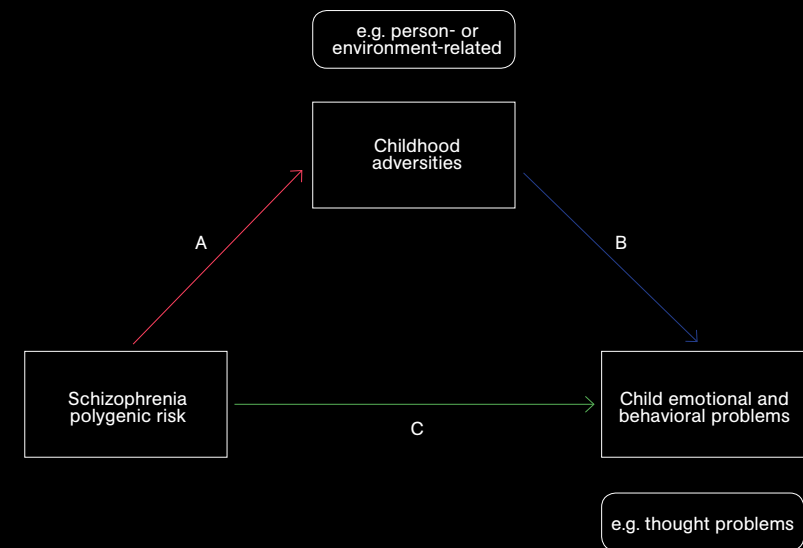 e.g. person- or
environment-related
Childhood
adversities
A
B
Schizophrenia
polygenic risk
C
Child emotional and
behavioral problems
e.g. thought problems